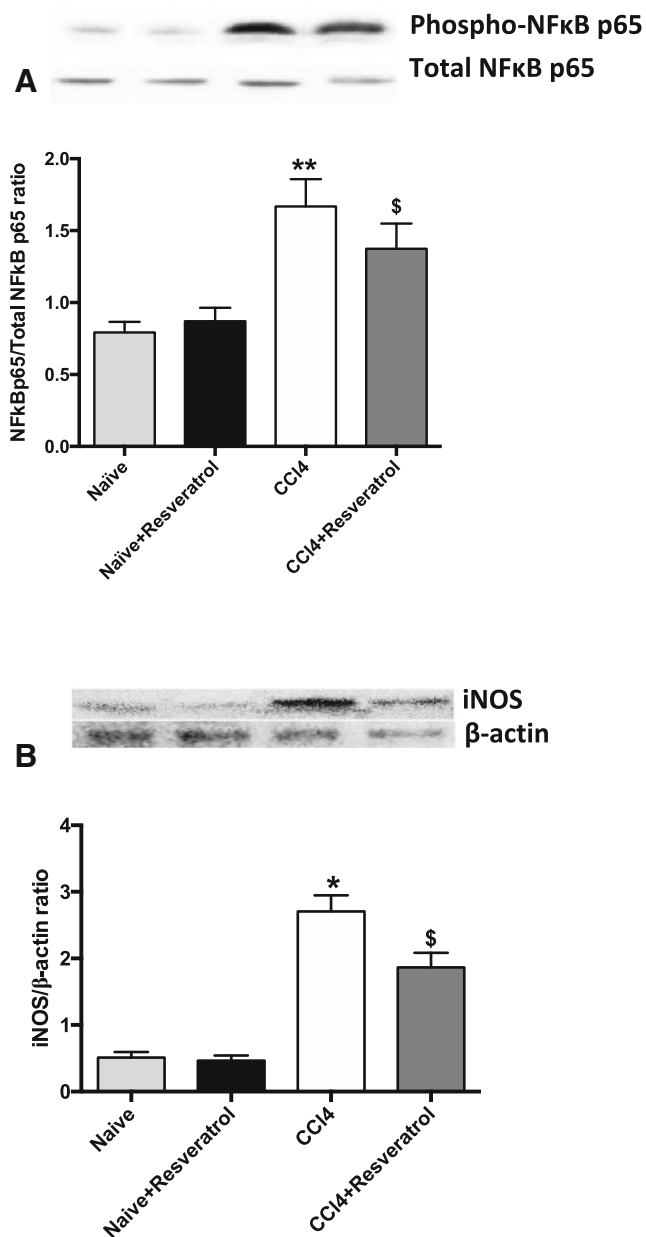 Phospho-NFκB p65
Total NFκB p65
A
NFkBp65/Total NFkB p65 ratio
2.0
1.5
1.0
0.5
0.0
**
$
Naïve
Naïve+Resveratrol
CCl4
CCl4+Resveratrol
iNOS
β-actin
B
iNOS/β-actin ratio
4
3
2
1
0
*
$
Naive
Naive+Resveratrol
CCl4
CCl4+Resveratrol